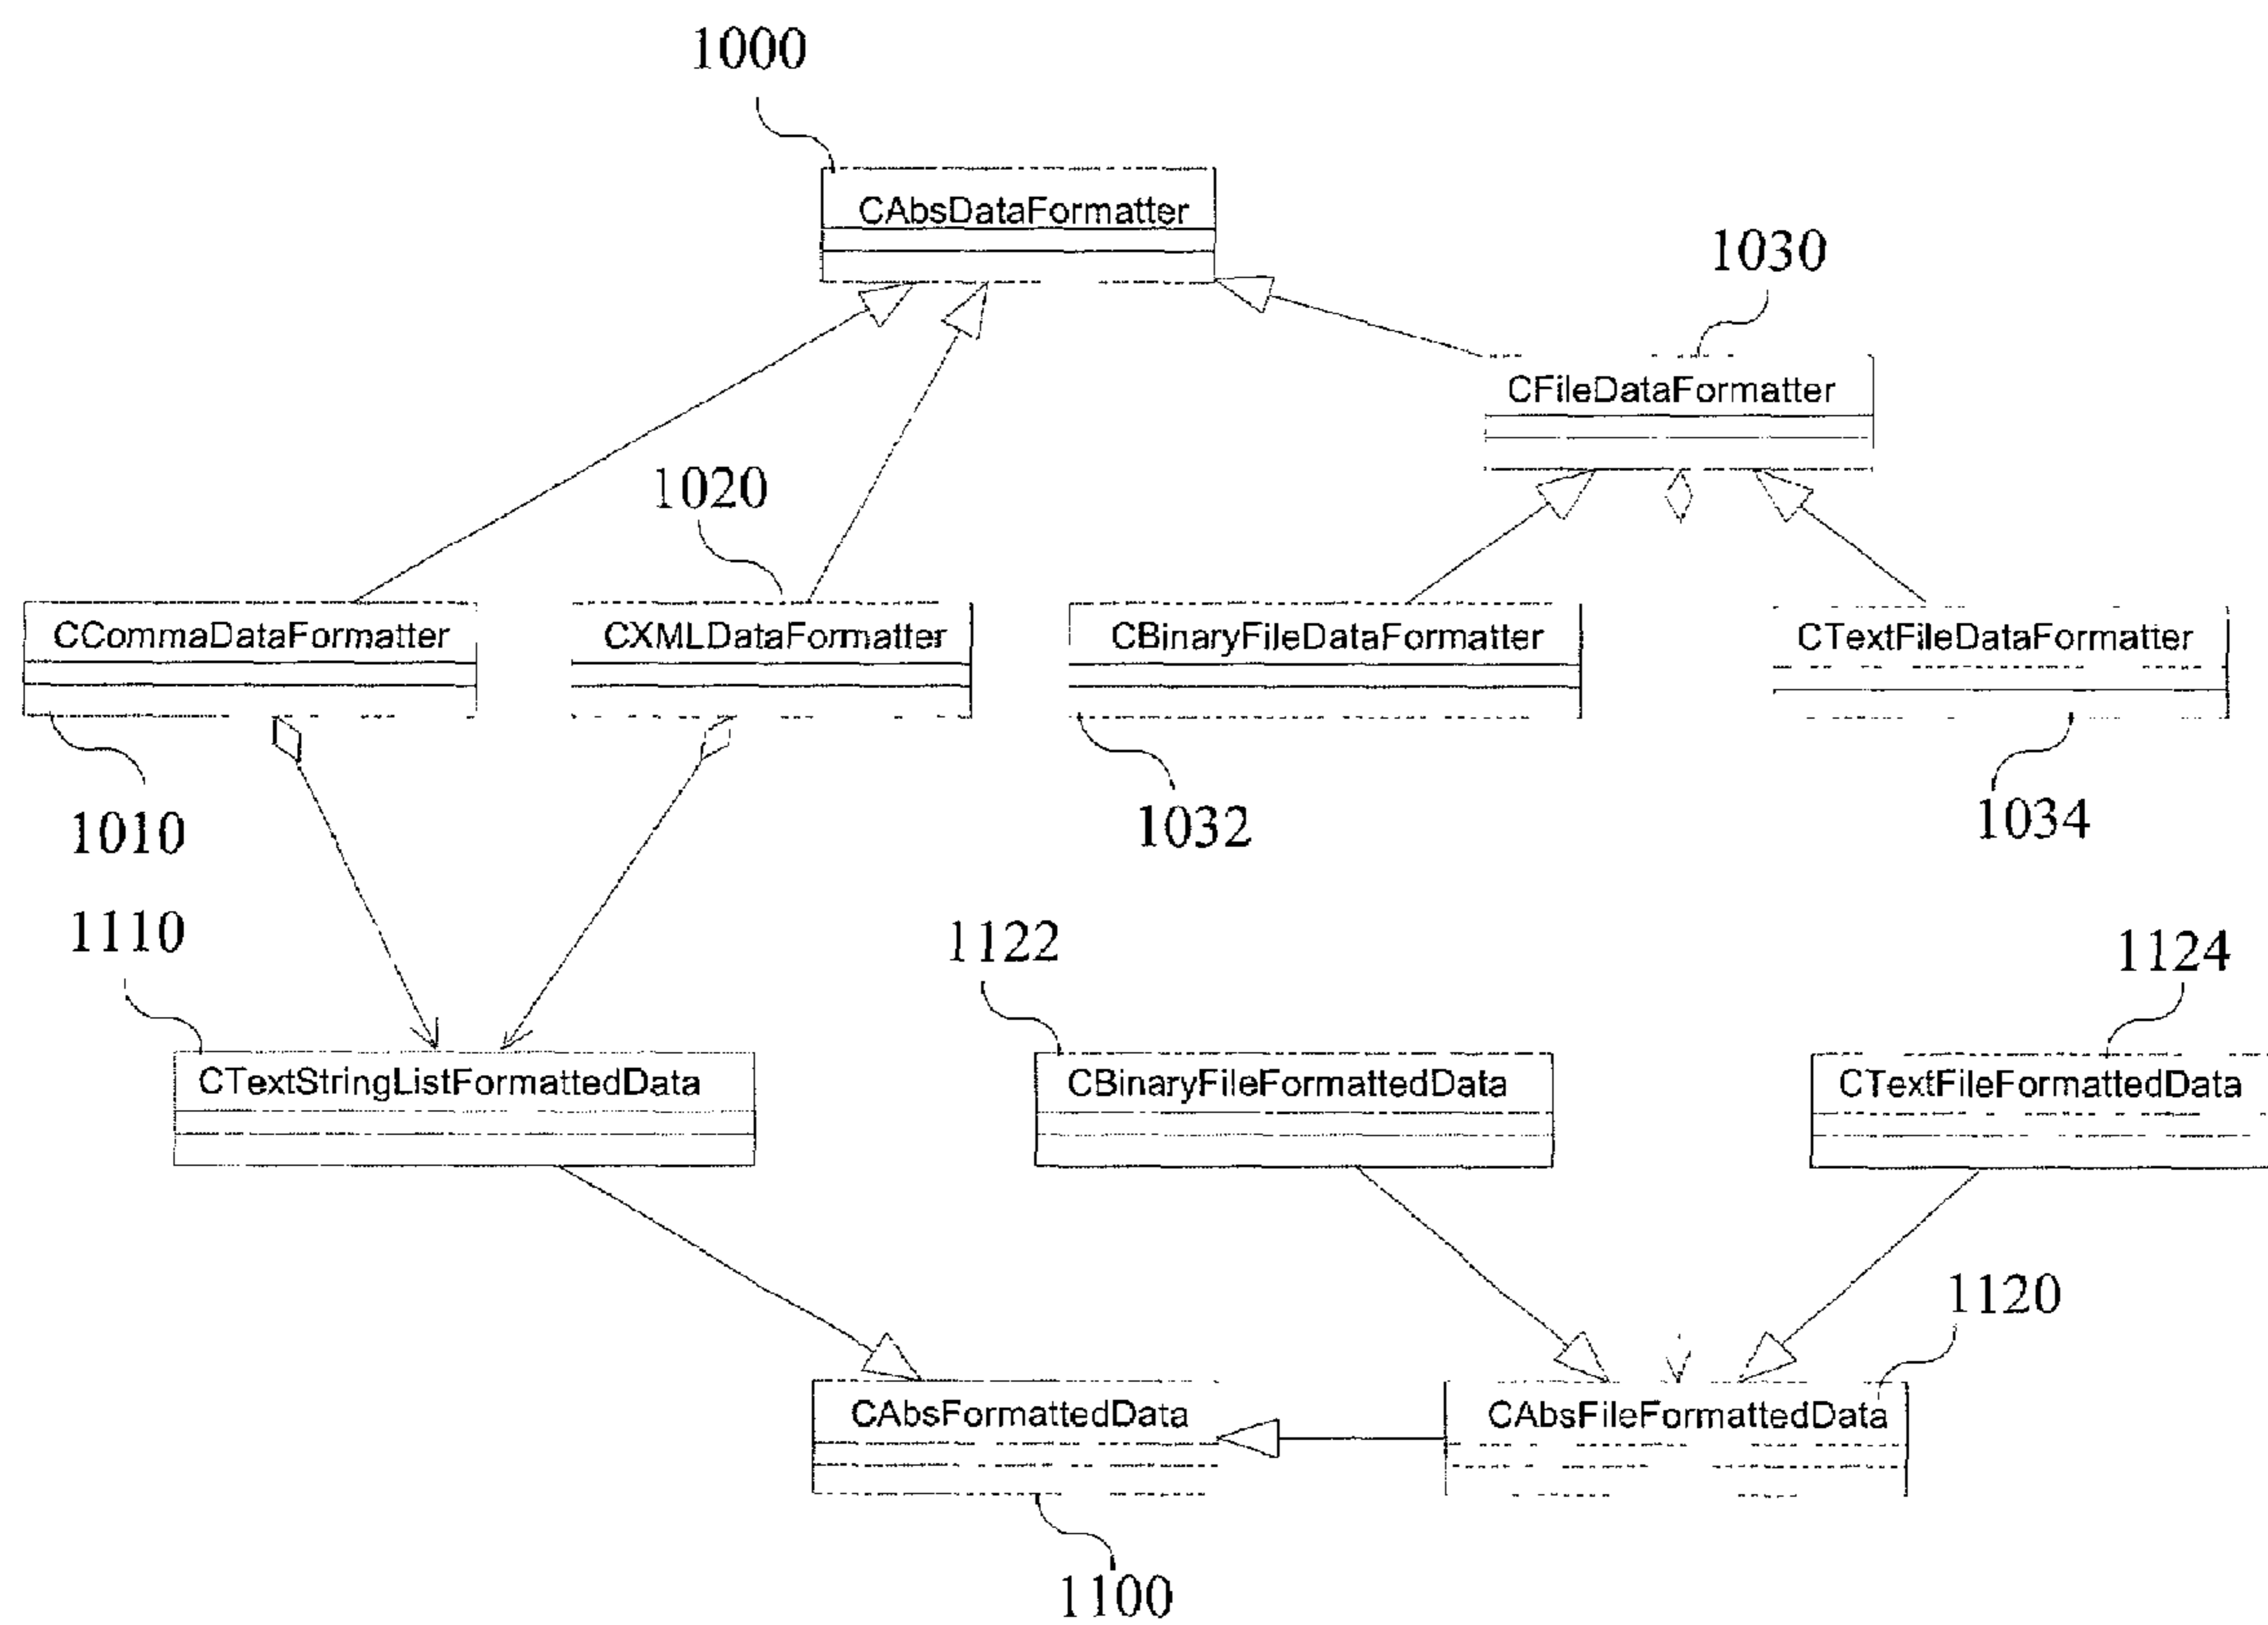 1000
CAbsDataFormatter
1030
CFileDataFormatter
1020
CCommaDataFormatter
CXMLDataFormatter
CBinaryFileDataFormatter
CTextFileDataFormatter
1010
1032
1034
1110
1122
1124
CTextStringListFormattedData
CBinaryFileFormattedData
CTextFileFormattedData
1120
CAbsFormattedData
CAbsFileFormattedData
1100